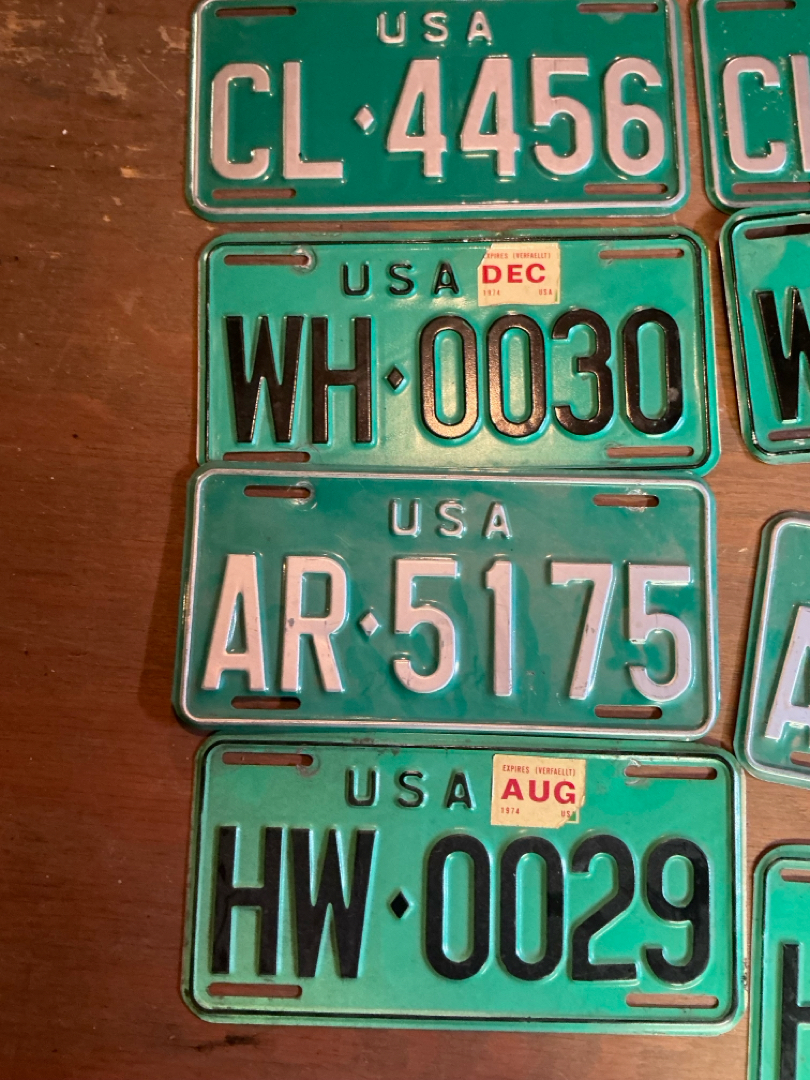 USA
CL·4456
C
USA
EXPIRES (VERFAELLT)
DEC
1974 USA
WH·0030
W
USA
AR·5175
A
USA
EXPIRES (VERFAELLT)
AUG
1974 US
HW·0029
H